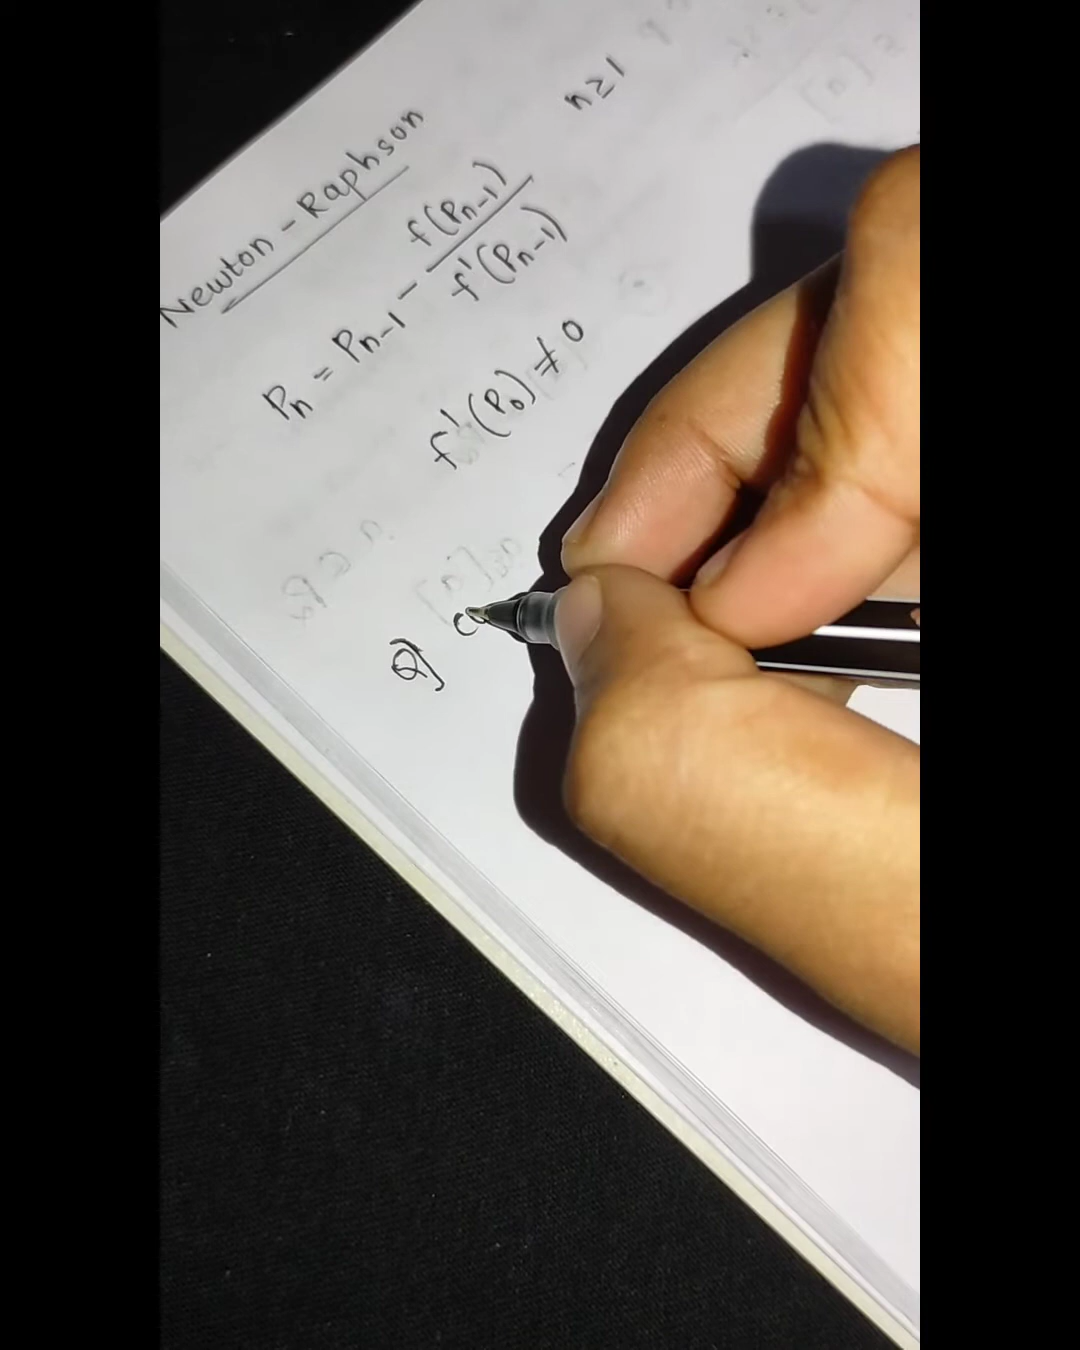 Newton - Raphson
Pn = Pn-1 - f(Pn-1) / f'(Pn-1) n ≥ 1
f'(P0) ≠ 0
Q)